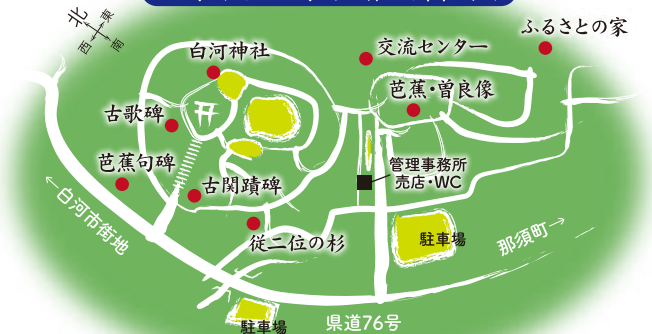 北
東
西
南
ふるさとの家
交流センター
白河神社
芭蕉・曽良像
古歌碑
芭蕉句碑
古関蹟碑
管理事務所
売店・WC
従二位の杉
←白河市街地
駐車場
那須町→
駐車場
県道76号